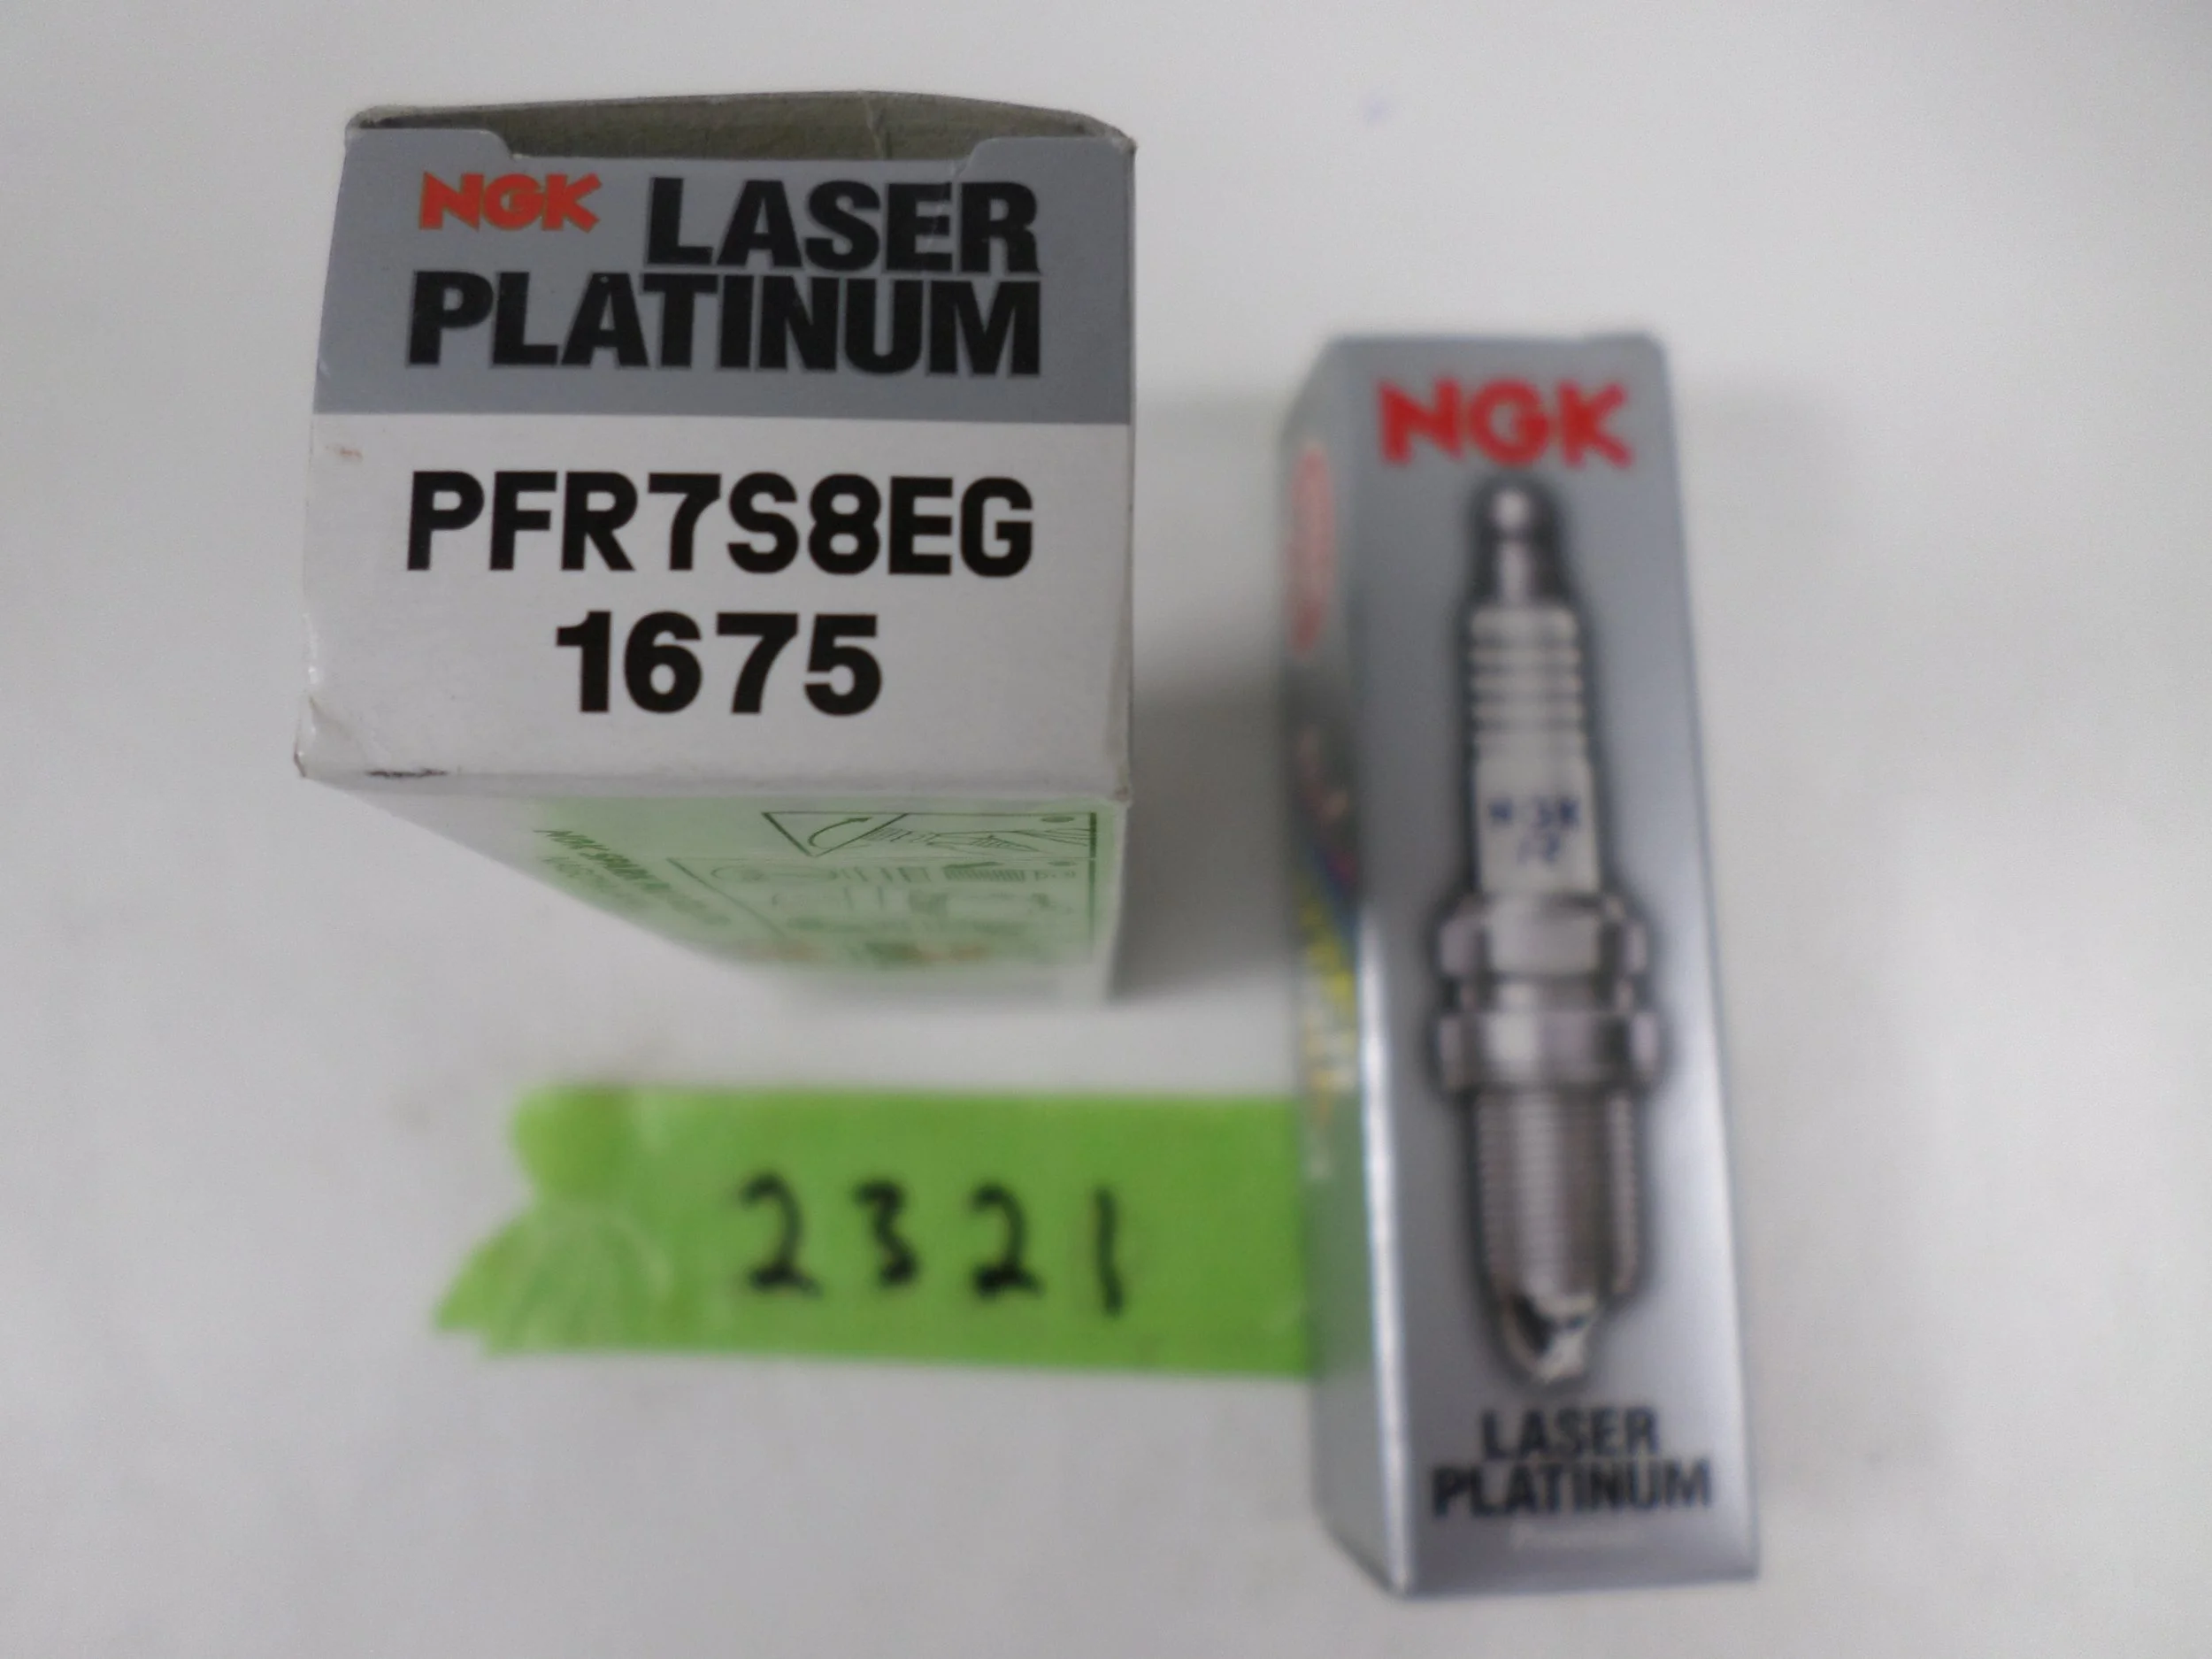 NGK LASER
PLATINUM
PFR7S8EG
1675
NGK
LASER
PLATINUM
2321